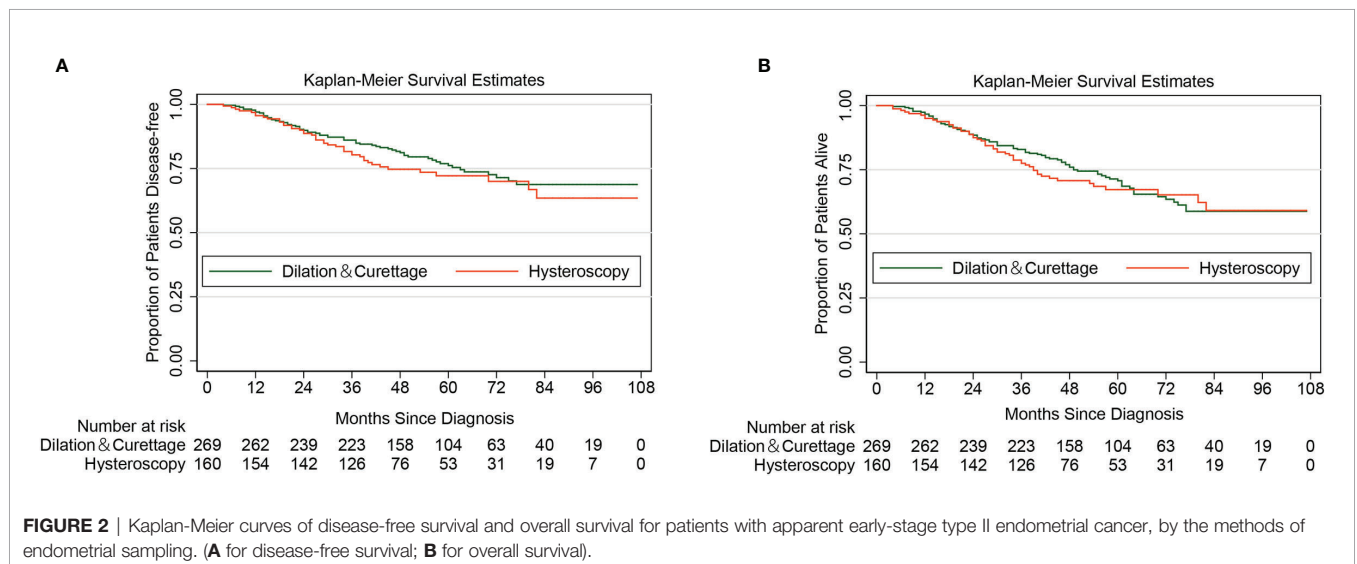 A
Kaplan-Meier Survival Estimates
Proportion of Patients Disease-free
1.00
0.75
0.50
0.25
0.00
Dilation&Curettage Hysteroscopy
0 12 24 36 48 60 72 84 96 108
Months Since Diagnosis
Number at risk
Dilation&Curettage 269 262 239 223 158 104 63 40 19 0
Hysteroscopy 160 154 142 126 76 53 31 19 7 0
B
Kaplan-Meier Survival Estimates
Proportion of Patients Alive
1.00
0.75
0.50
0.25
0.00
Dilation&Curettage Hysteroscopy
0 12 24 36 48 60 72 84 96 108
Months Since Diagnosis
Number at risk
Dilation&Curettage 269 262 239 223 158 104 63 40 19 0
Hysteroscopy 160 154 142 126 76 53 31 19 7 0
FIGURE 2 | Kaplan-Meier curves of disease-free survival and overall survival for patients with apparent early-stage type II endometrial cancer, by the methods of
endometrial sampling. (A for disease-free survival; B for overall survival).